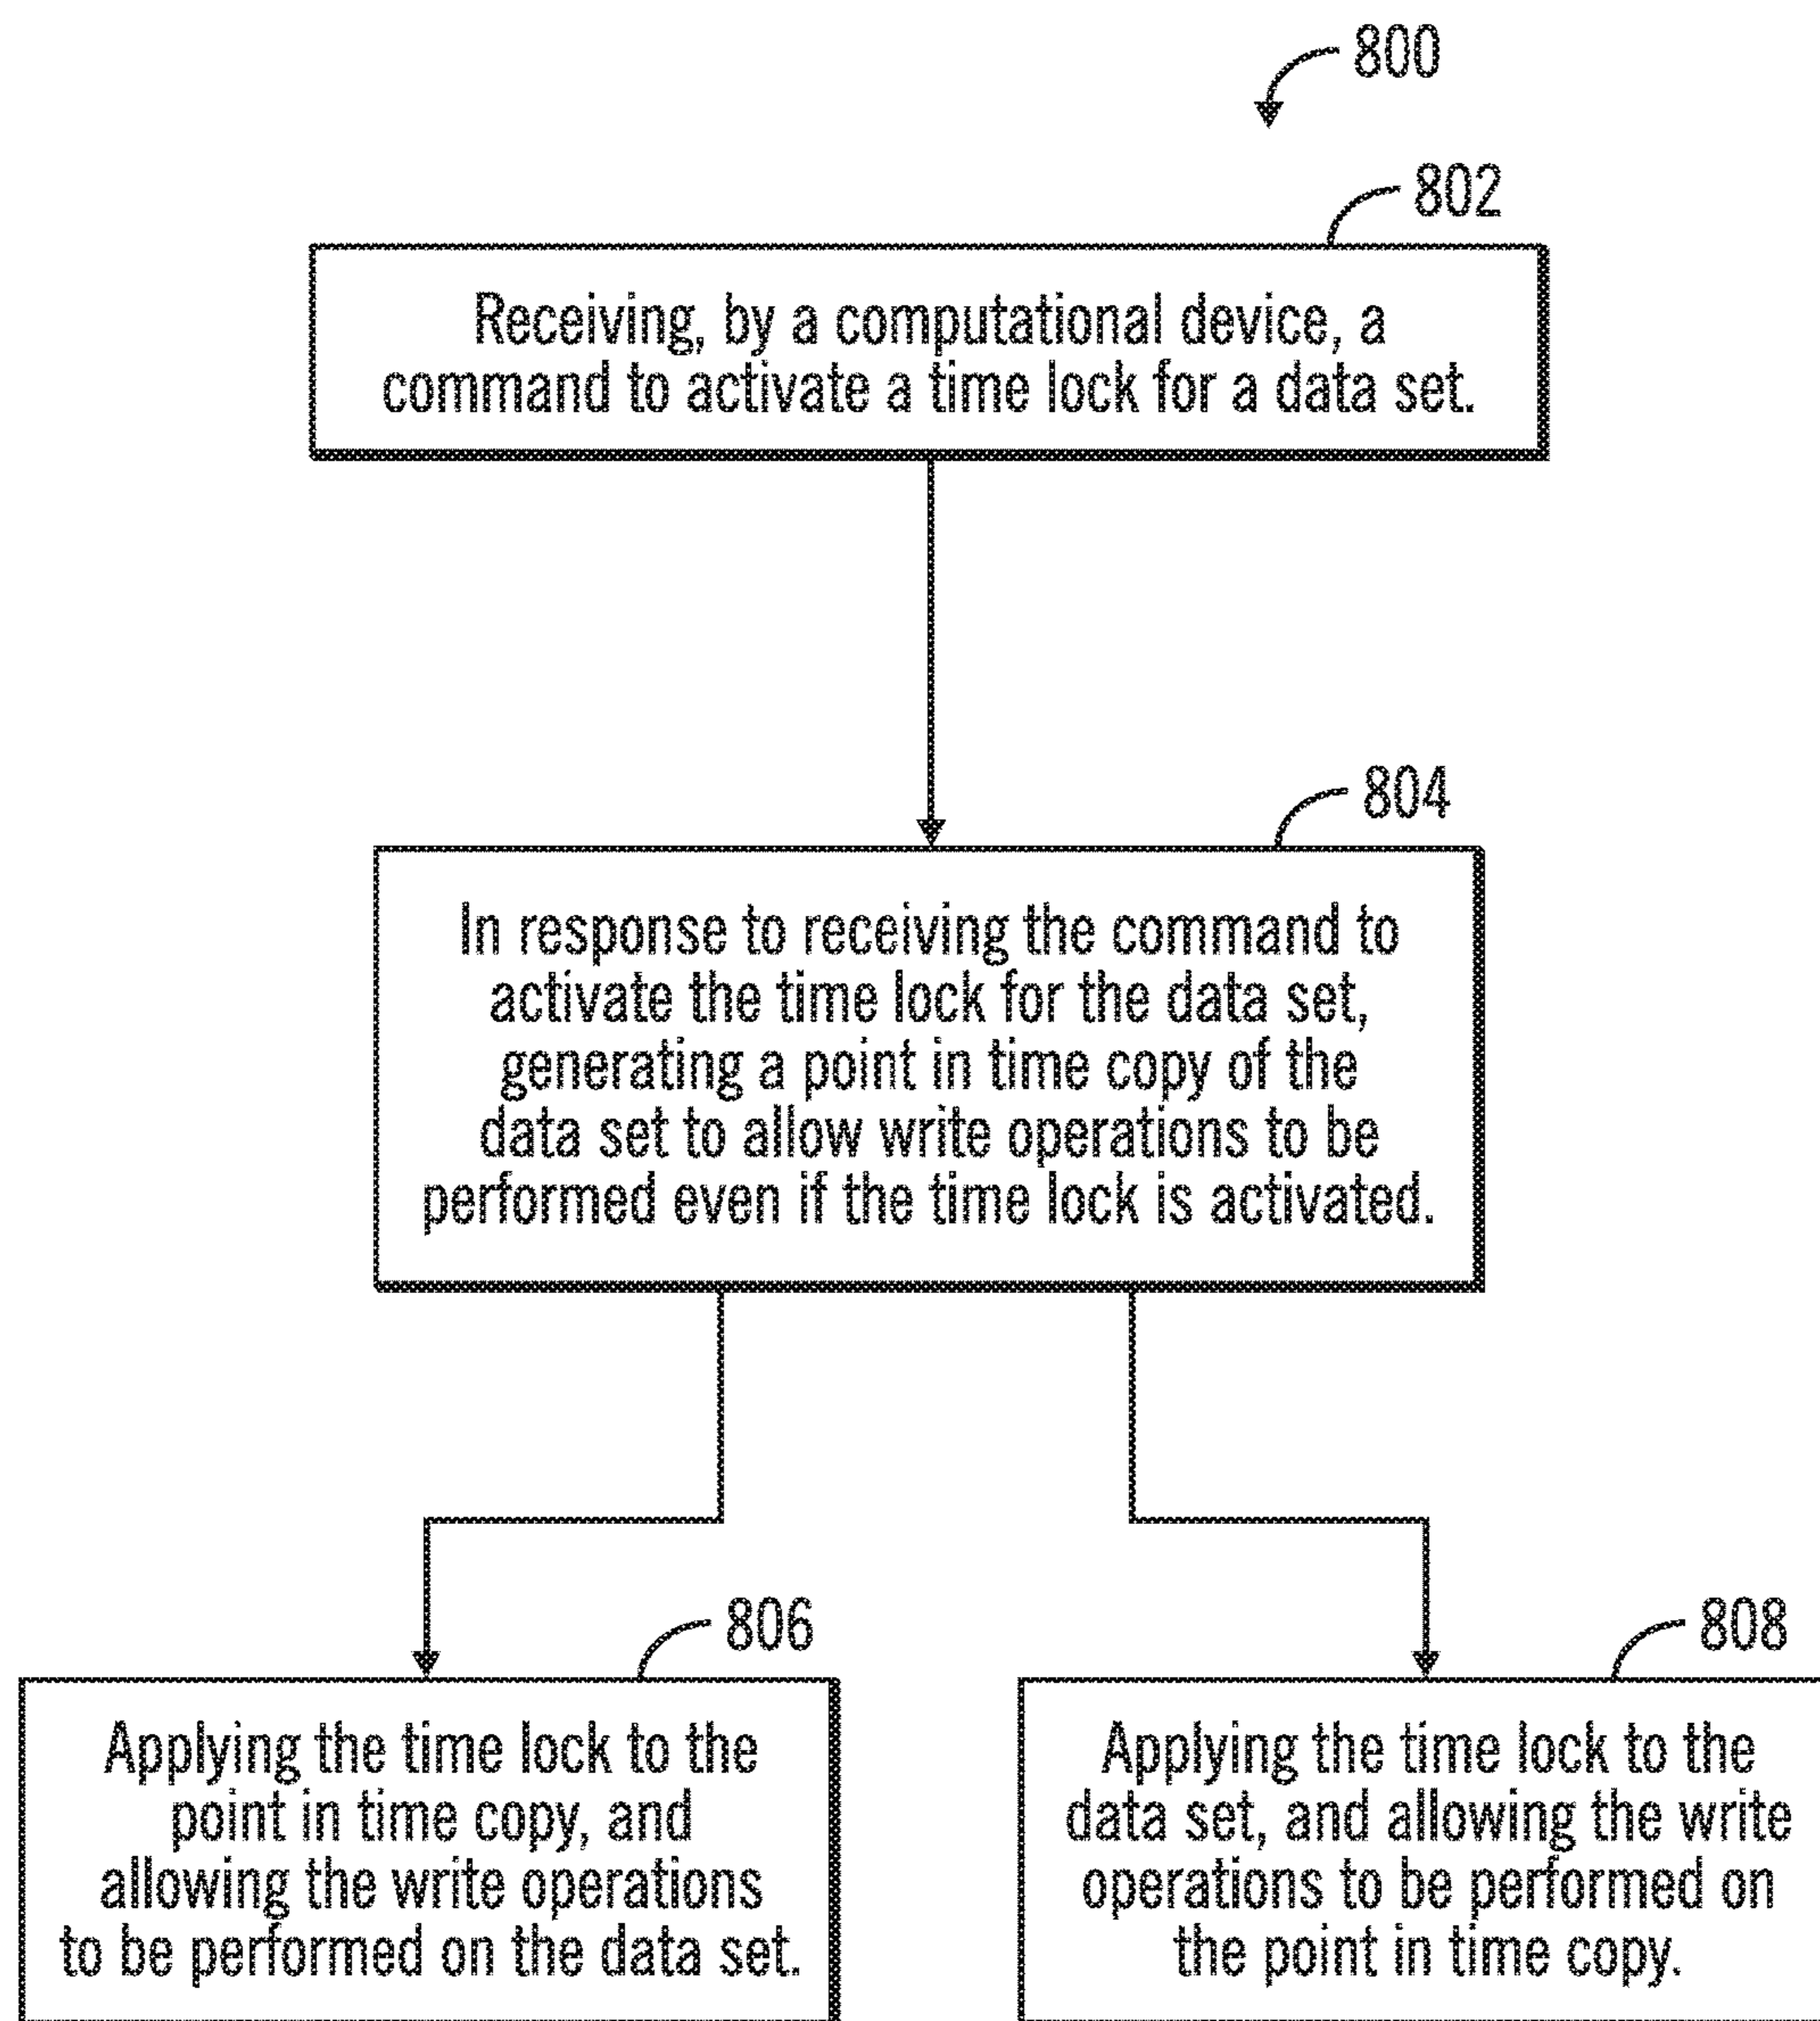 800
802
Receiving, by a computational device, a
command to activate a time lock for a data set.
804
In response to receiving the command to
activate the time lock for the data set,
generating a point in time copy of the
data set to allow write operations to be
performed even if the time lock is activated.
806
Applying the time lock to the
point in time copy, and
allowing the write operations
to be performed on the data set.
808
Applying the time lock to the
data set, and allowing the write
operations to be performed on
the point in time copy.